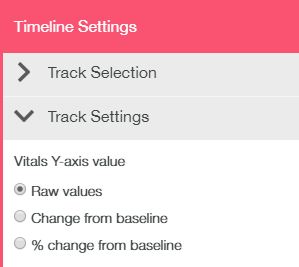 Timeline Settings
Track Selection
Track Settings
Vitals Y-axis value
Raw values
Change from baseline
% change from baseline